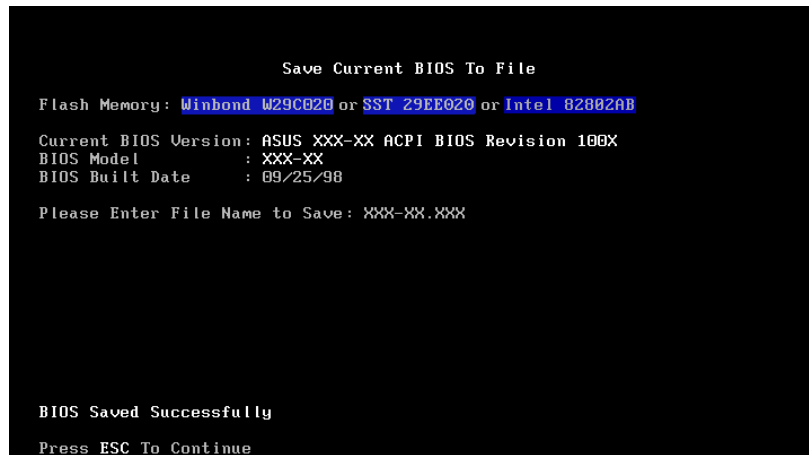 Save Current BIOS To File
Flash Memory: Winbond W29C020 or SST 29EE020 or Intel 82802AB
Current BIOS Version: ASUS XXX-XX ACPI BIOS Revision 100X
BIOS Model : XXX-XX
BIOS Built Date : 09/25/98
Please Enter File Name to Save: XXX-XX.XXX
BIOS Saved Successfully
Press ESC To Continue